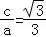 c/a = √3/3